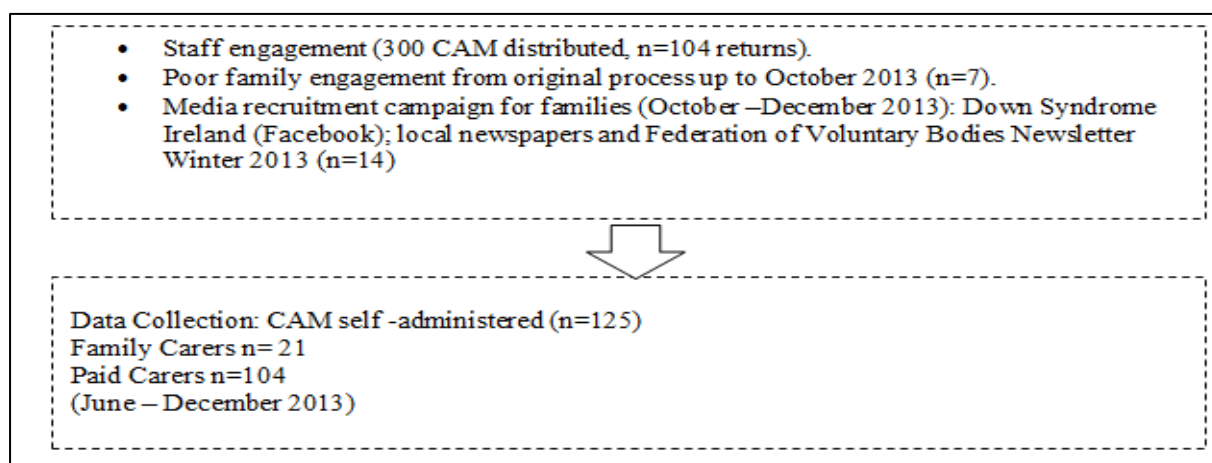 • Staff engagement (300 CAM distributed, n=104 returns).
• Poor family engagement from original process up to October 2013 (n=7).
• Media recruitment campaign for families (October –December 2013): Down Syndrome
Ireland (Facebook); local newspapers and Federation of Voluntary Bodies Newsletter
Winter 2013 (n=14)
Data Collection: CAM self -administered (n=125)
Family Carers n= 21
Paid Carers n=104
(June – December 2013)